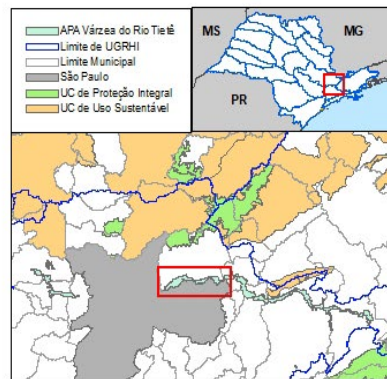 APA Várzea do Rio Tietê
Limite de UGRHI
Limite Municipal
São Paulo
UC de Proteção Integral
UC de Uso Sustentável
MS
MG
PR